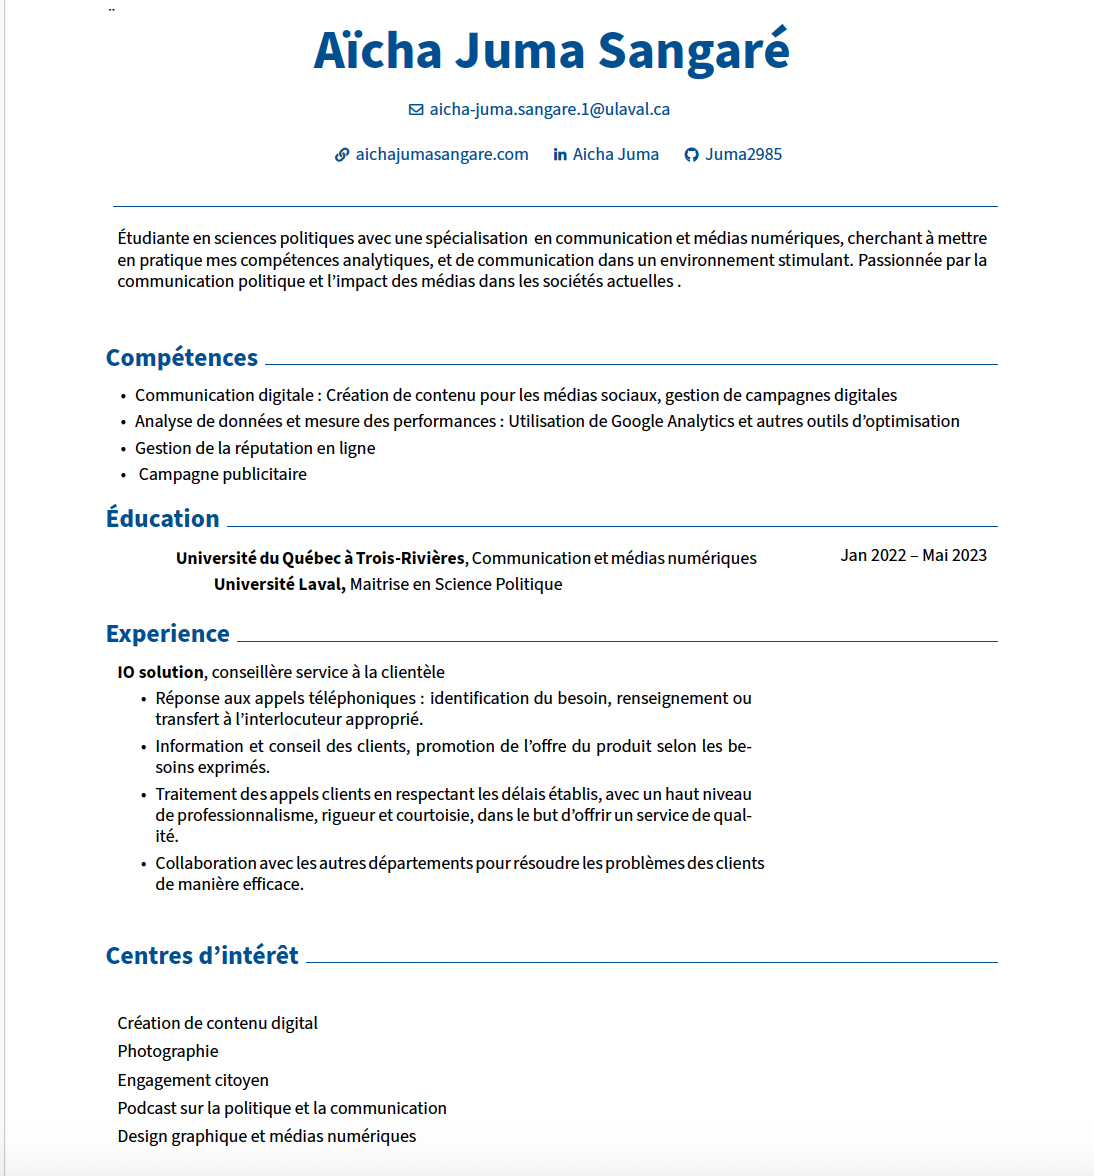 ¨
Aïcha Juma Sangaré
aicha-juma.sangare.1@ulaval.ca
aichajumasangare.com Aicha Juma Juma2985
Étudiante en sciences politiques avec une spécialisation en communication et médias numériques, cherchant à mettre
en pratique mes compétences analytiques, et de communication dans un environnement stimulant. Passionnée par la
communication politique et l’impact des médias dans les sociétés actuelles .
Compétences
• Communication digitale : Création de contenu pour les médias sociaux, gestion de campagnes digitales
• Analyse de données et mesure des performances : Utilisation de Google Analytics et autres outils d’optimisation
• Gestion de la réputation en ligne
• Campagne publicitaire
Éducation
Université du Québec à Trois-Rivières, Communication et médias numériques Jan 2022 – Mai 2023
Université Laval, Maitrise en Science Politique
Experience
IO solution, conseillère service à la clientèle
• Réponse aux appels téléphoniques : identification du besoin, renseignement ou
transfert à l’interlocuteur approprié.
• Information et conseil des clients, promotion de l’offre du produit selon les be-
soins exprimés.
• Traitement des appels clients en respectant les délais établis, avec un haut niveau
de professionnalisme, rigueur et courtoisie, dans le but d’offrir un service de qual-
ité.
• Collaboration avec les autres départements pour résoudre les problèmes des clients
de manière efficace.
Centres d’intérêt
Création de contenu digital
Photographie
Engagement citoyen
Podcast sur la politique et la communication
Design graphique et médias numériques